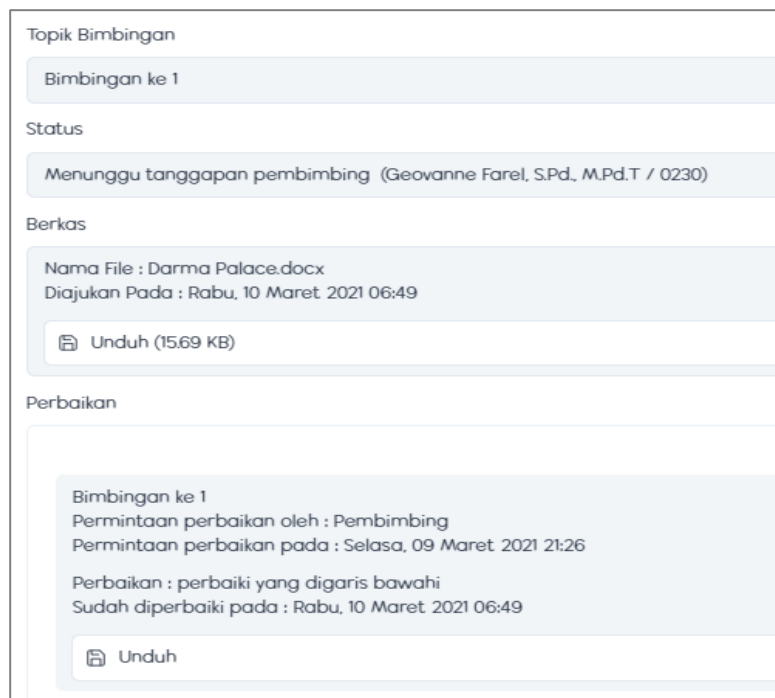 Topik Bimbingan
Bimbingan ke 1
Status
Menunggu tanggapan pembimbing (Geovanne Farel, S.Pd., M.Pd.T / 0230)
Berkas
Nama File : Darma Palace.docx
Diajukan Pada : Rabu, 10 Maret 2021 06:49
Unduh (15.69 KB)
Perbaikan
Bimbingan ke 1
Permintaan perbaikan oleh : Pembimbing
Permintaan perbaikan pada : Selasa, 09 Maret 2021 21:26
Perbaikan : perbaiki yang digaris bawahi
Sudah diperbaiki pada : Rabu, 10 Maret 2021 06:49
Unduh